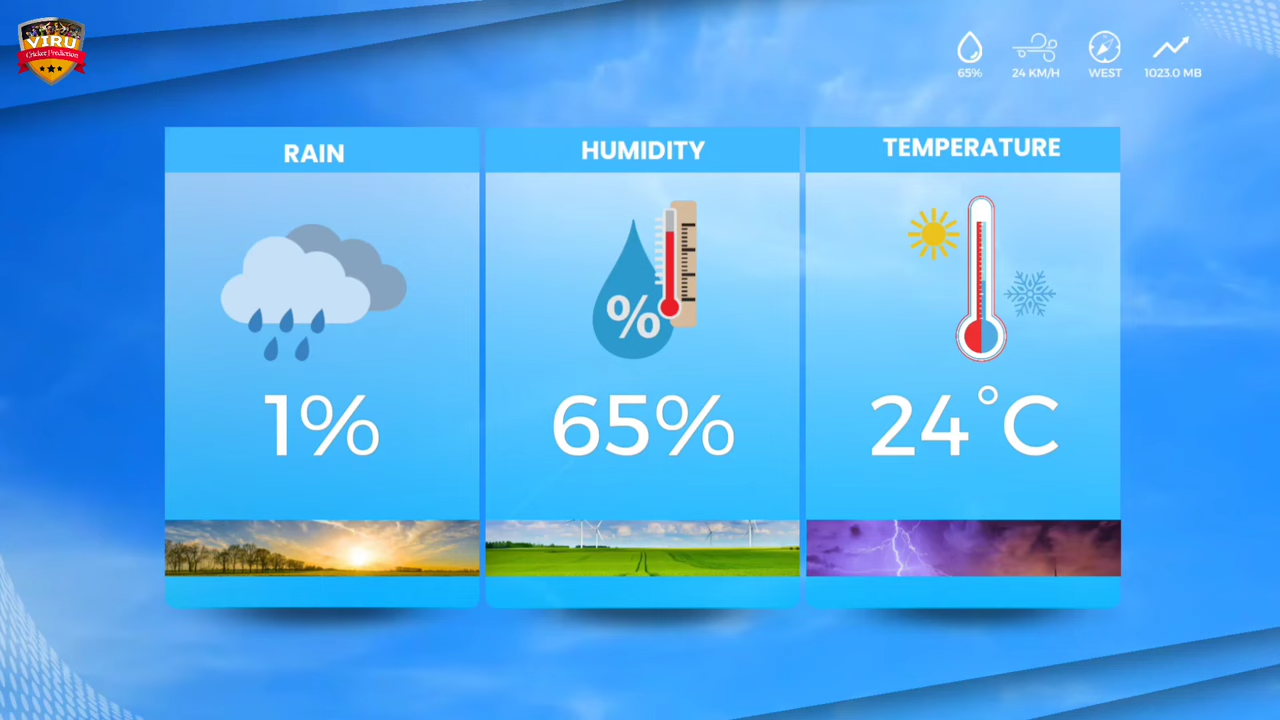 VIRU
Cricket Prediction
65%
24 KM/H
WEST
1023.0 MB
RAIN
HUMIDITY
TEMPERATURE
%
1%
65%
24°C